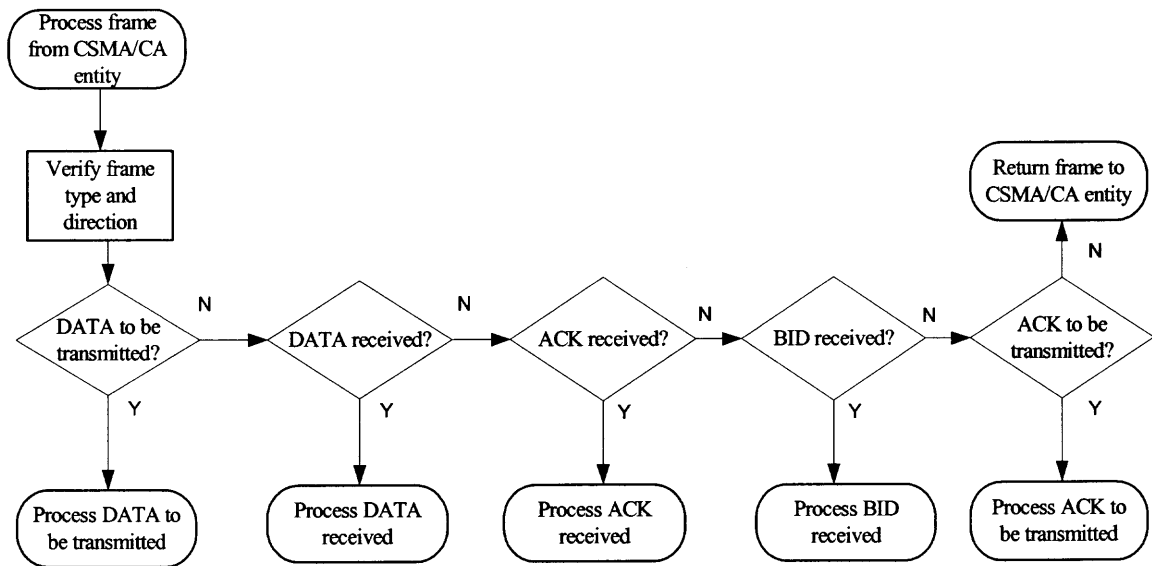 Process frame
from CSMA/CA
entity
Verify frame
type and
direction
Return frame to
CSMA/CA entity
N
N
N
N
N
DATA to be
transmitted?
DATA received?
ACK received?
BID received?
ACK to be
transmitted?
Y
Y
Y
Y
Y
Process DATA to
be transmitted
Process DATA
received
Process ACK
received
Process BID
received
Process ACK to
be transmitted